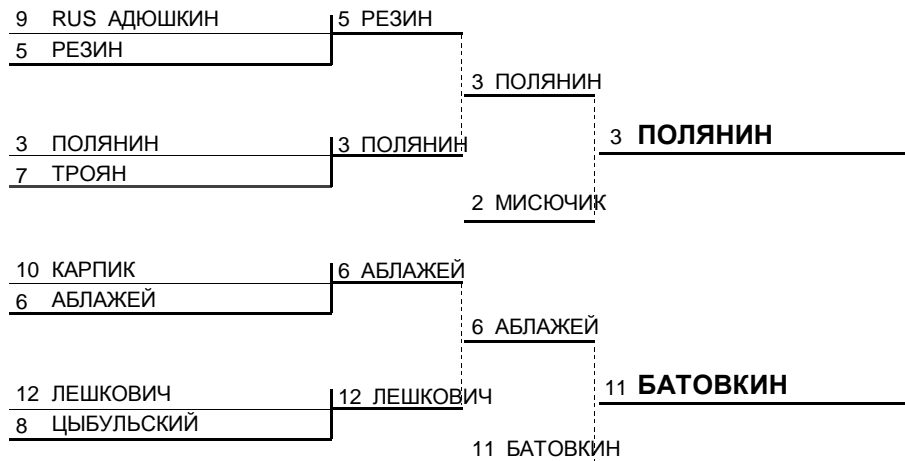 9 RUS АДЮШКИН 5 РЕЗИН
5 РЕЗИН
3 ПОЛЯНИН
3 ПОЛЯНИН 3 ПОЛЯНИН 3 ПОЛЯНИН
7 ТРОЯН
2 МИСЮЧИК
10 КАРПИК 6 АБЛАЖЕЙ
6 АБЛАЖЕЙ
6 АБЛАЖЕЙ
12 ЛЕШКОВИЧ 12 ЛЕШКОВИЧ 11 БАТОВКИН
8 ЦЫБУЛЬСКИЙ
11 БАТОВКИН